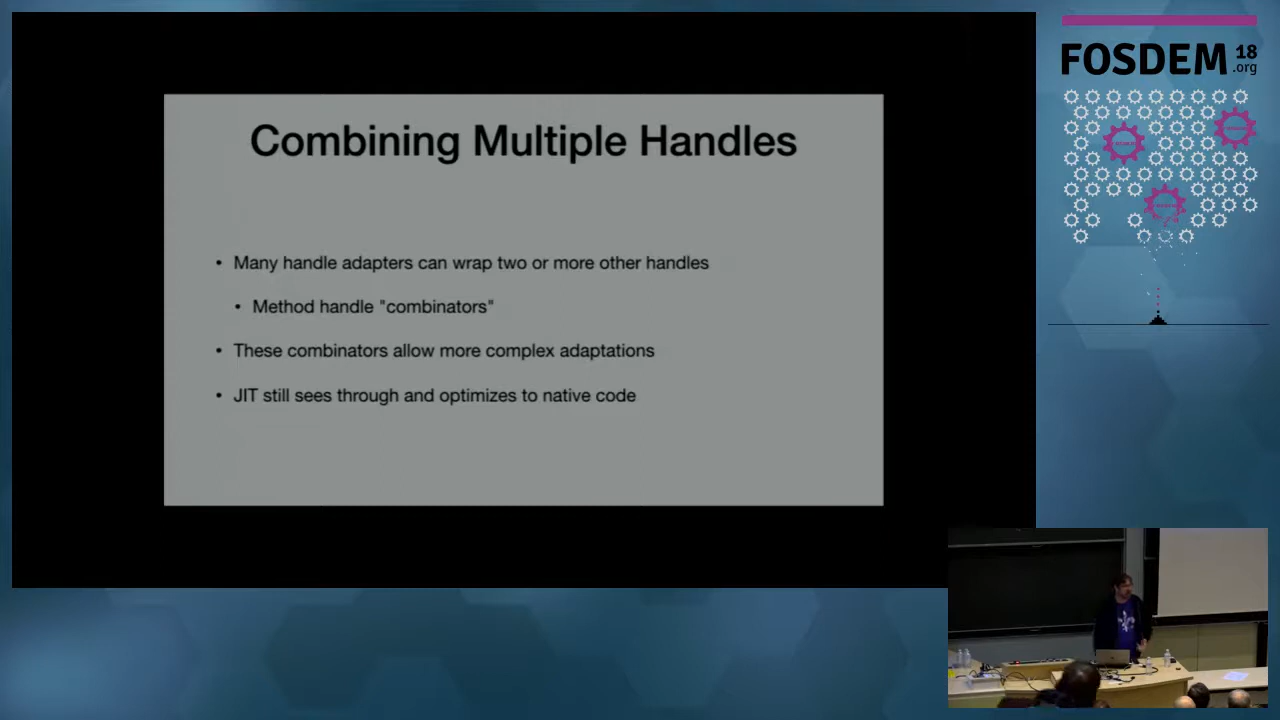 Combining Multiple Handles
• Many handle adapters can wrap two or more other handles
• Method handle "combinators"
• These combinators allow more complex adaptations
• JIT still sees through and optimizes to native code
FOSDEM 18
.org